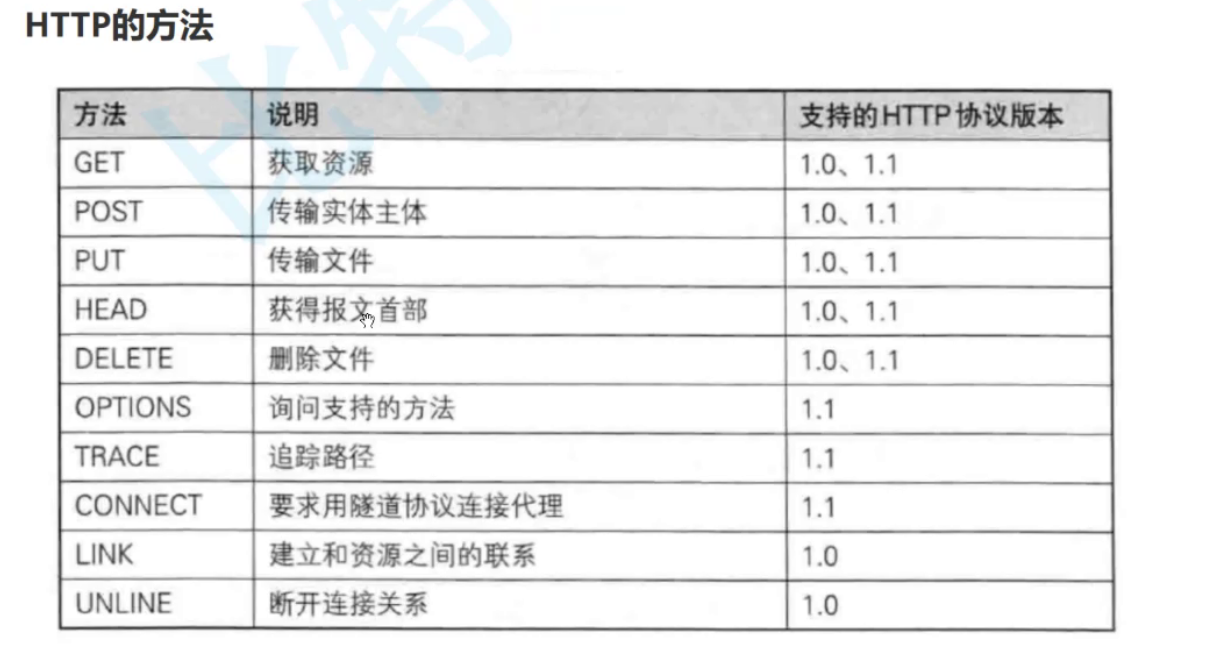 HTTP的方法
方法 说明 支持的HTTP协议版本
GET 获取资源 1.0、1.1
POST 传输实体主体 1.0、1.1
PUT 传输文件 1.0、1.1
HEAD 获得报文首部 1.0、1.1
DELETE 删除文件 1.0、1.1
OPTIONS 询问支持的方法 1.1
TRACE 追踪路径 1.1
CONNECT 要求用隧道协议连接代理 1.1
LINK 建立和资源之间的联系 1.0
UNLINE 断开连接关系 1.0